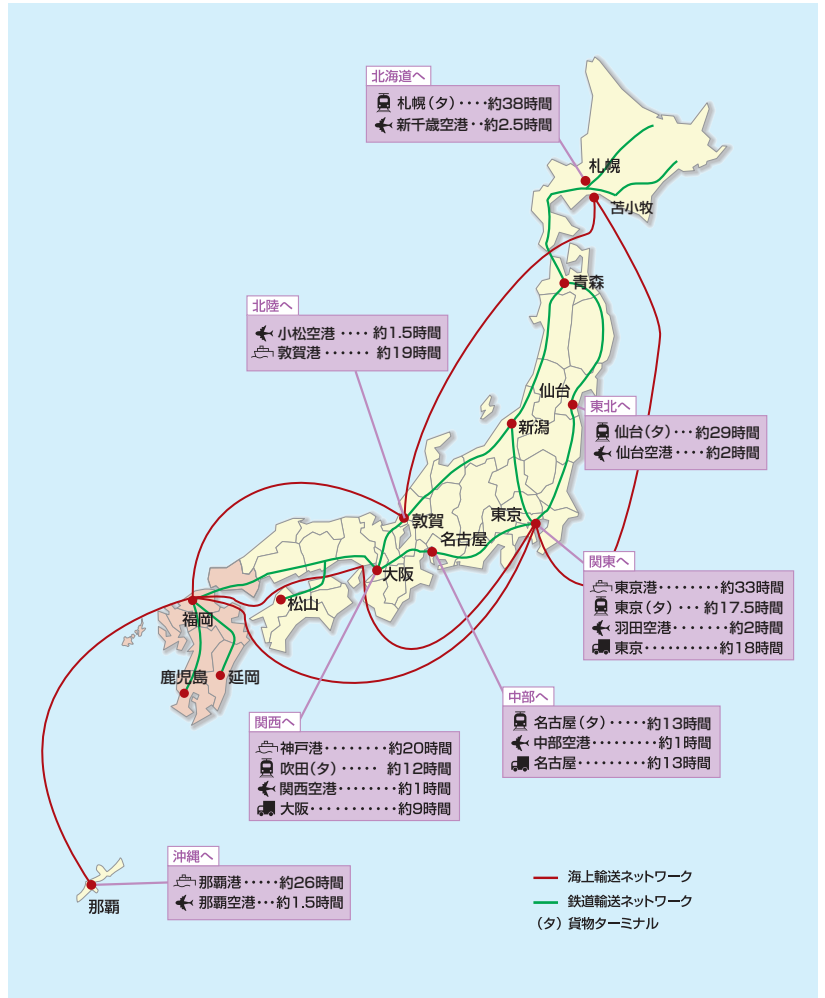 北海道へ
札幌(タ)‥‥約38時間
新千歳空港‥約2.5時間
札幌
苫小牧
青森
北陸へ
小松空港‥‥約1.5時間
敦賀港‥‥‥約19時間
仙台
東北へ
仙台(タ)‥・約29時間
仙台空港‥‥約2時間
新潟
東京
敦賀
名古屋
関東へ
東京港‥‥‥‥約33時間
東京(タ)‥・約17.5時間
羽田空港‥‥‥・約2時間
東京‥‥‥‥‥約18時間
大阪
松山
福岡
鹿児島
延岡
中部へ
名古屋(タ)‥‥・約13時間
中部空港‥‥‥‥・約1時間
名古屋‥‥‥‥・約13時間
関西へ
神戸港‥‥‥‥約20時間
吹田(タ)‥‥・約12時間
関西空港‥‥‥‥約1時間
大阪‥‥‥‥‥・約9時間
沖縄へ
那覇港‥‥・約26時間
那覇空港‥・約1.5時間
那覇
海上輸送ネットワーク
鉄道輸送ネットワーク
(タ)貨物ターミナル